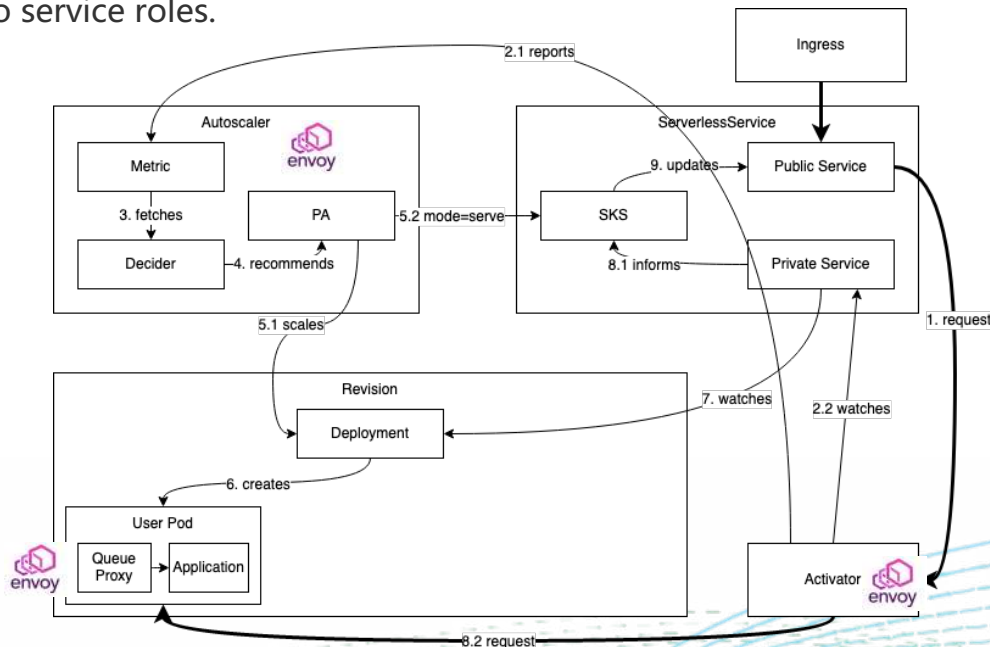 o service roles.
Ingress
2.1 reports
Autoscaler
envoy
ServerlessService
Metric
9. updates
Public Service
3. fetches
PA
5.2 mode=serve
SKS
Decider
4. recommends
8.1 informs
Private Service
5.1 scales
1. request
Revision
7. watches
2.2 watches
Deployment
6. creates
User Pod
envoy
Queue
Proxy
Application
Activator
envoy
8.2 request